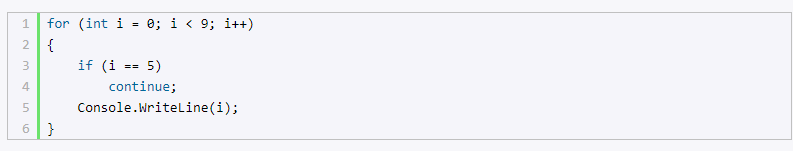 1 for (int i = 0; i < 9; i++)
2 {
3     if (i == 5)
4         continue;
5     Console.WriteLine(i);
6 }